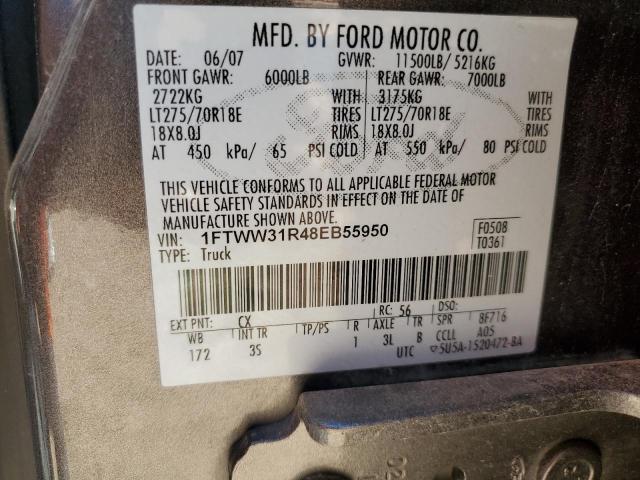 MFD. BY FORD MOTOR CO.
DATE: 06/07 GVWR: 11500LB/ 5216KG
FRONT GAWR: 6000LB REAR GAWR: 7000LB
2722KG WITH 3175KG WITH
LT275/70R18E TIRES LT275/70R18E TIRES
18X8.0J RIMS 18X8.0J RIMS
AT 450 kPa/ 65 PSI COLD AT 550 kPa/ 80 PSI COLD
Ford
THIS VEHICLE CONFORMS TO ALL APPLICABLE FEDERAL MOTOR
VEHICLE SAFETY STANDARDS IN EFFECT ON THE DATE OF
MANUFACTURE SHOWN ABOVE.
VIN: 1FTWW31R48EB55950 F0508
TYPE: Truck T0361
EXT PNT: CX RC: 56 DSO:
WB INT TR TP/PS R AXLE TR SPR 8F716
172 3S 1 3L B CCLL A05
UTC 5U5A-1520472-BA